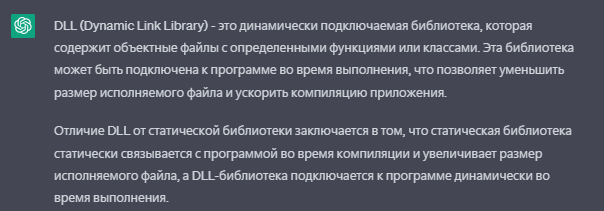 DLL (Dynamic Link Library) - это динамически подключаемая библиотека, которая
содержит объектные файлы с определенными функциями или классами. Эта библиотека
может быть подключена к программе во время выполнения, что позволяет уменьшить
размер исполняемого файла и ускорить компиляцию приложения.
Отличие DLL от статической библиотеки заключается в том, что статическая библиотека
статически связывается с программой во время компиляции и увеличивает размер
исполняемого файла, а DLL-библиотека подключается к программе динамически во
время выполнения.